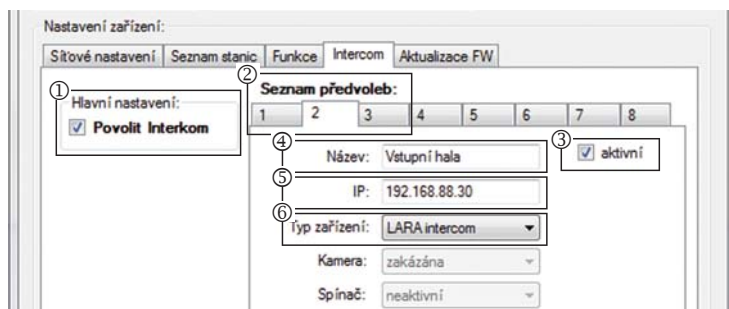 Nastavení zařízení:
Síťové nastavení Seznam stanic Funkce Intercom Aktualizace FW
① Hlavní nastavení:
Povolit Interkom
② Seznam předvoleb:
1 2 3 4 5 6 7 8
④ Název: Vstupní hala ③ aktivní
⑤ IP: 192.168.88.30
⑥ Typ zařízení: LARA intercom
Kamera: zakázána
Spínač: neaktivní